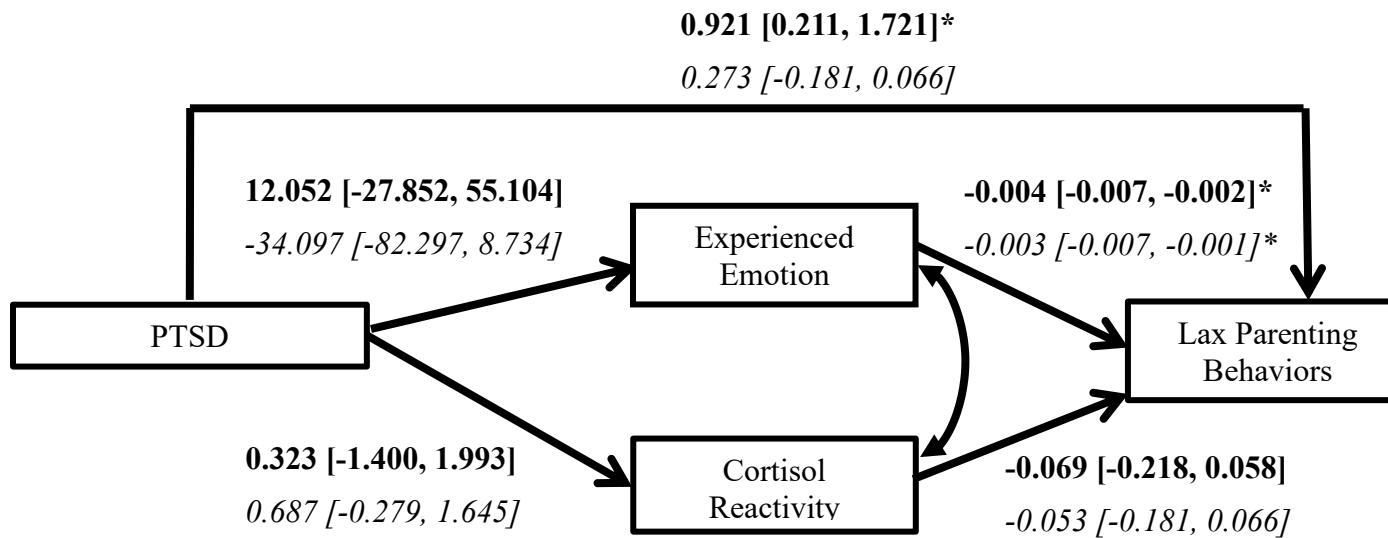 0.921 [0.211, 1.721]*
0.273 [-0.181, 0.066]
12.052 [-27.852, 55.104]
-34.097 [-82.297, 8.734]
-0.004 [-0.007, -0.002]*
-0.003 [-0.007, -0.001]*
Experienced
Emotion
PTSD
Lax Parenting
Behaviors
0.323 [-1.400, 1.993]
0.687 [-0.279, 1.645]
Cortisol
Reactivity
-0.069 [-0.218, 0.058]
-0.053 [-0.181, 0.066]